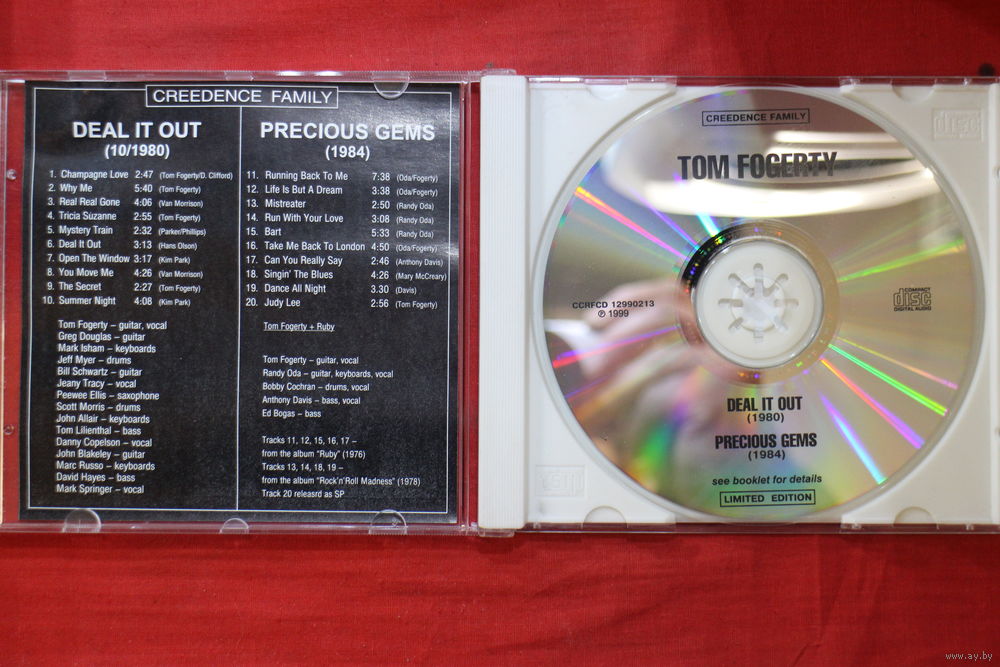 CREEDENCE FAMILY
DEAL IT OUT
(10/1980)
1. Champagne Love 2:47 (Tom Fogerty/D. Clifford)
2. Why Me 5:40 (Tom Fogerty)
3. Real Real Gone 4:06 (Van Morrison)
4. Tricia Suzanne 2:55 (Tom Fogerty)
5. Mystery Train 2:32 (Parker/Phillips)
6. Deal It Out 3:13 (Hans Olson)
7. Open The Window 3:17 (Kim Park)
8. You Move Me 4:26 (Van Morrison)
9. The Secret 2:27 (Tom Fogerty)
10. Summer Night 4:08 (Kim Park)
Tom Fogerty – guitar, vocal
Greg Douglas – guitar
Mark Isham – keyboards
Jeff Myer – drums
Bill Schwartz – guitar
Jeany Tracy – vocal
Peewee Ellis – saxophone
Scott Morris – drums
John Allair – keyboards
Tom Lilienthal – bass
Danny Copelson – vocal
John Blakeley – guitar
Marc Russo – keyboards
David Hayes – bass
Mark Springer – vocal
PRECIOUS GEMS
(1984)
11. Running Back To Me 7:38 (Oda/Fogerty)
12. Life Is But A Dream 3:38 (Oda/Fogerty)
13. Mistreater 2:50 (Randy Oda)
14. Run With Your Love 3:08 (Randy Oda)
15. Bart 5:33 (Randy Oda)
16. Take Me Back To London 4:50 (Oda/Fogerty)
17. Can You Really Say 2:46 (Anthony Davis)
18. Singin' The Blues 4:26 (Mary McCreary)
19. Dance All Night 3.30 (Davis)
20. Judy Lee 2:56 (Tom Fogerty)
Tom Fogerty + Ruby
Tom Fogerty – guitar, vocal
Randy Oda – guitar, keyboards, vocal
Bobby Cochran – drums, vocal
Anthony Davis – bass, vocal
Ed Bogas – bass
Tracks 11, 12, 15, 16, 17 –
from the album "Ruby" (1976)
Tracks 13, 14, 18, 19 –
from the album "Rock'n'Roll Madness" (1978)
Track 20 releasrd as SP
CREEDENCE FAMILY
TOM FOGERTY
CCRFCD 12990213
℗ 1999
COMPACT
disc
DIGITAL AUDIO
DEAL IT OUT
(1980)
PRECIOUS GEMS
(1984)
see booklet for details
LIMITED EDITION
disc
www.ay.by